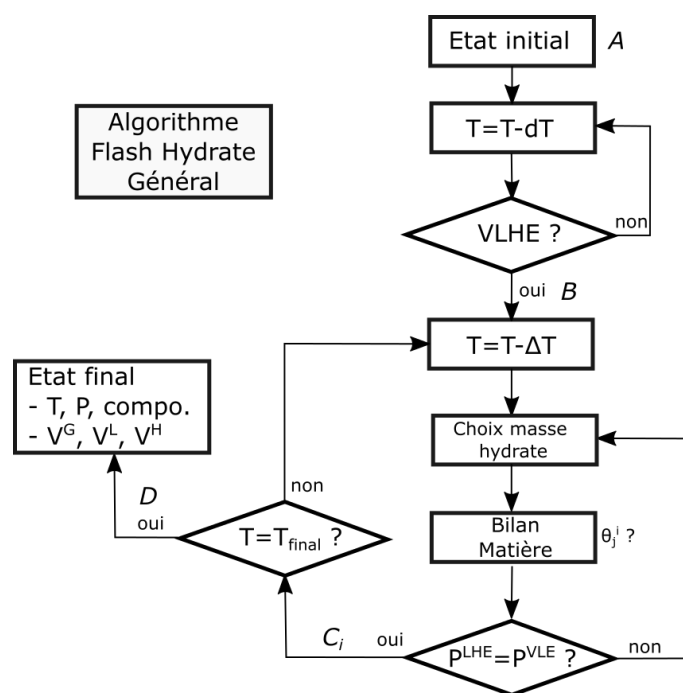 Etat initial
A
Algorithme
Flash Hydrate
Général
T=T-dT
VLHE ?
non
oui
B
T=T-ΔT
Etat final
- T, P, compo.
- V^G, V^L, V^H
Choix masse
hydrate
D
oui
non
T=T_final ?
Bilan
Matière
θ_j^i ?
C_i
oui
P^LHE=P^VLE ?
non